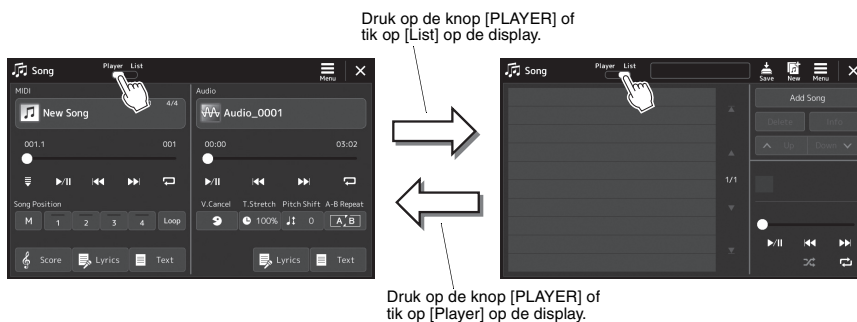 Druk op de knop [PLAYER] of
tik op [List] op de display.
Song
Player List
Menu
MIDI
New Song
4/4
001.1
001
Song Position
M
1
2
3
4
Loop
Score
Lyrics
Text
Audio
Audio_0001
00:00
03:02
V.Cancel T.Stretch Pitch Shift A-B Repeat
100%
0
A B
Lyrics
Text
Song
Player List
Save
New
Menu
Add Song
Delete
Info
Up
Down
1/1
Druk op de knop [PLAYER] of
tik op [Player] op de display.